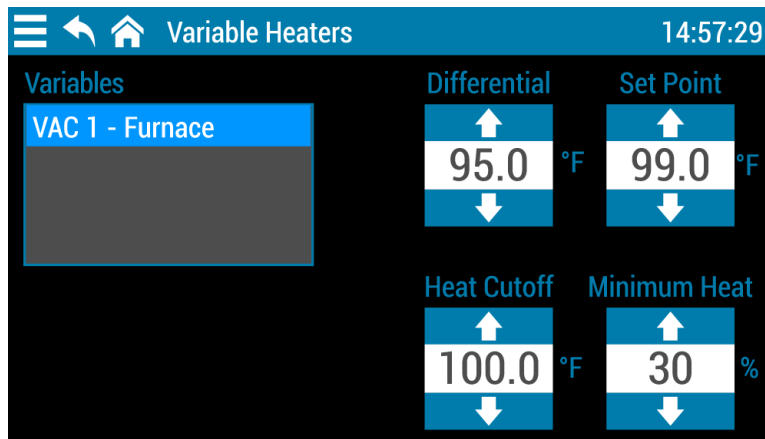 Variable Heaters 14:57:29
Variables
VAC 1 - Furnace
Differential Set Point
95.0 °F 99.0 °F
Heat Cutoff Minimum Heat
100.0 °F 30 %